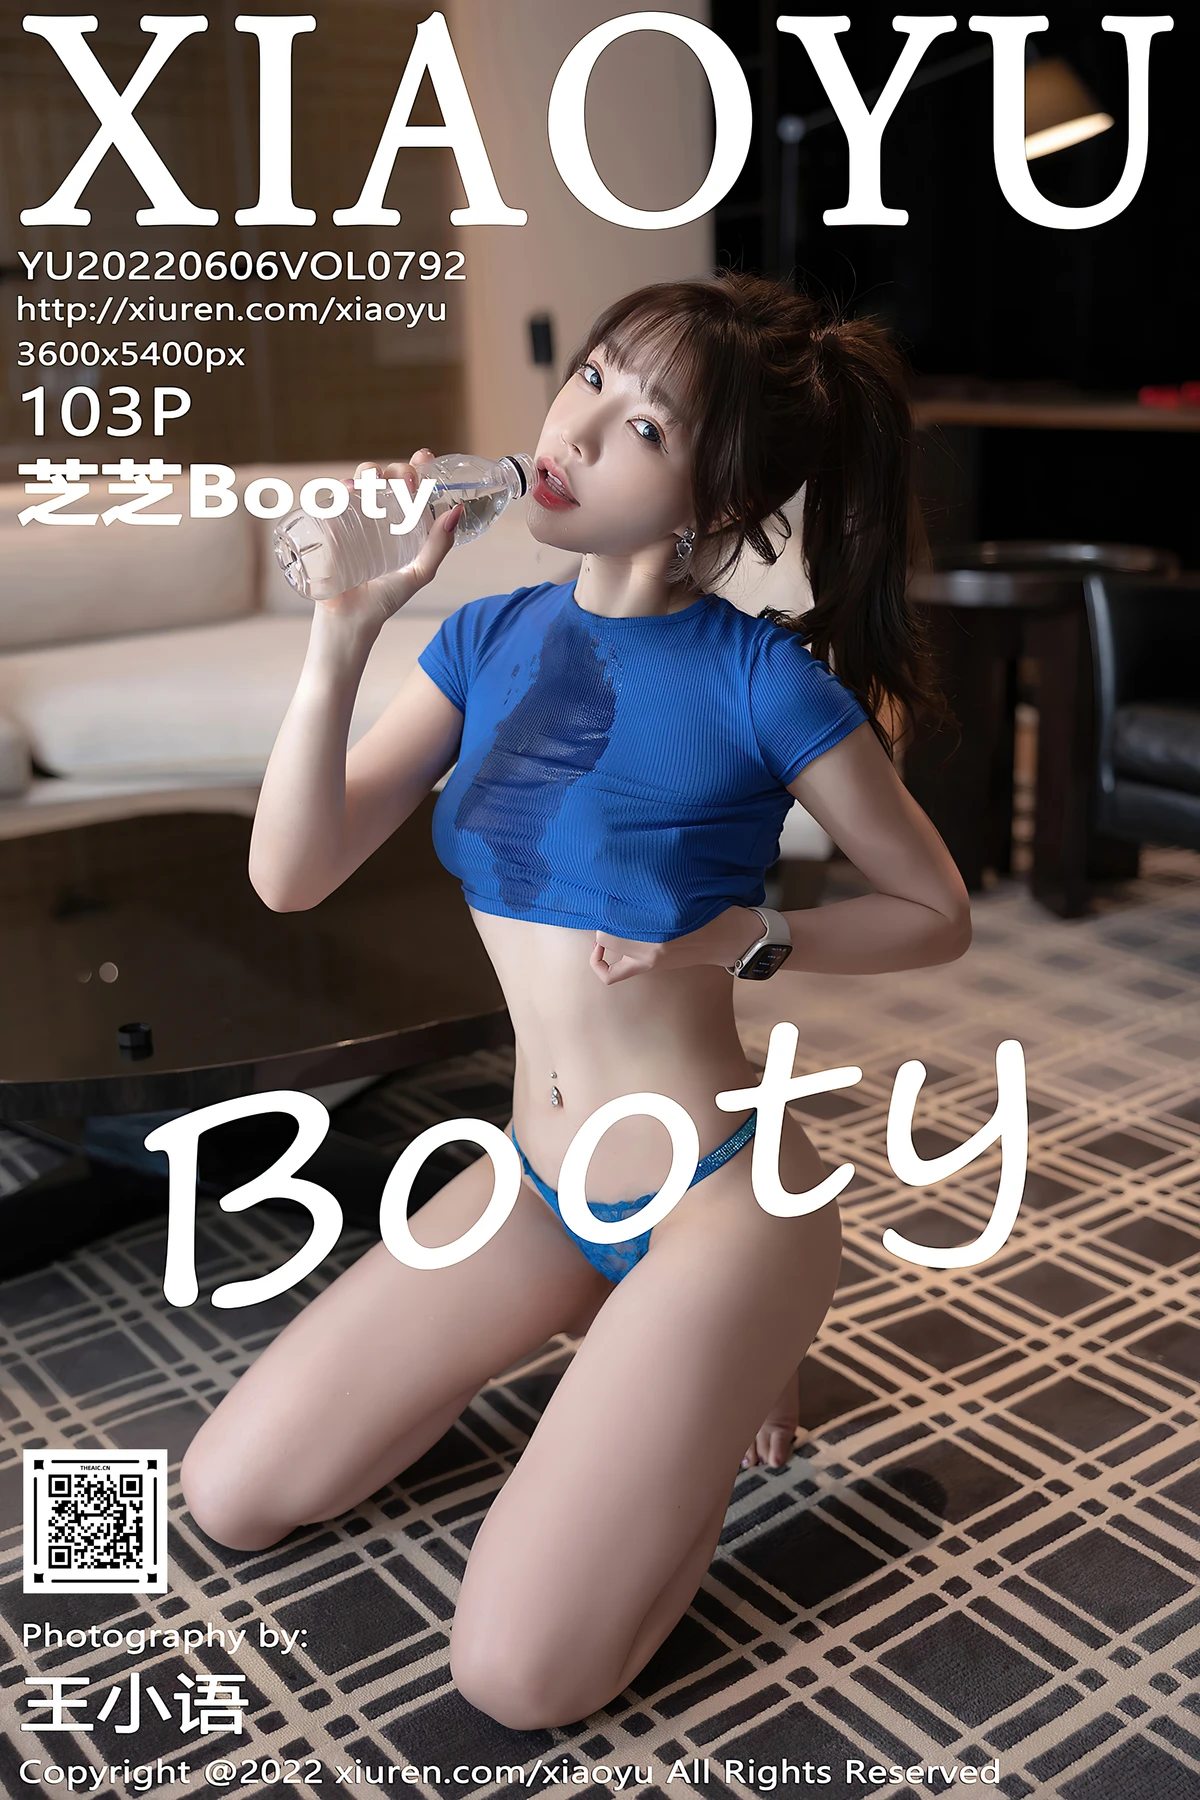 XIAOYU
YU20220606VOL0792
http://xiuren.com/xiaoyu
3600x5400px
103P
芝芝Booty
Booty
THEAIC.CN
Photography by:
王小语
Copyright @2022 xiuren.com/xiaoyu All Rights Reserved